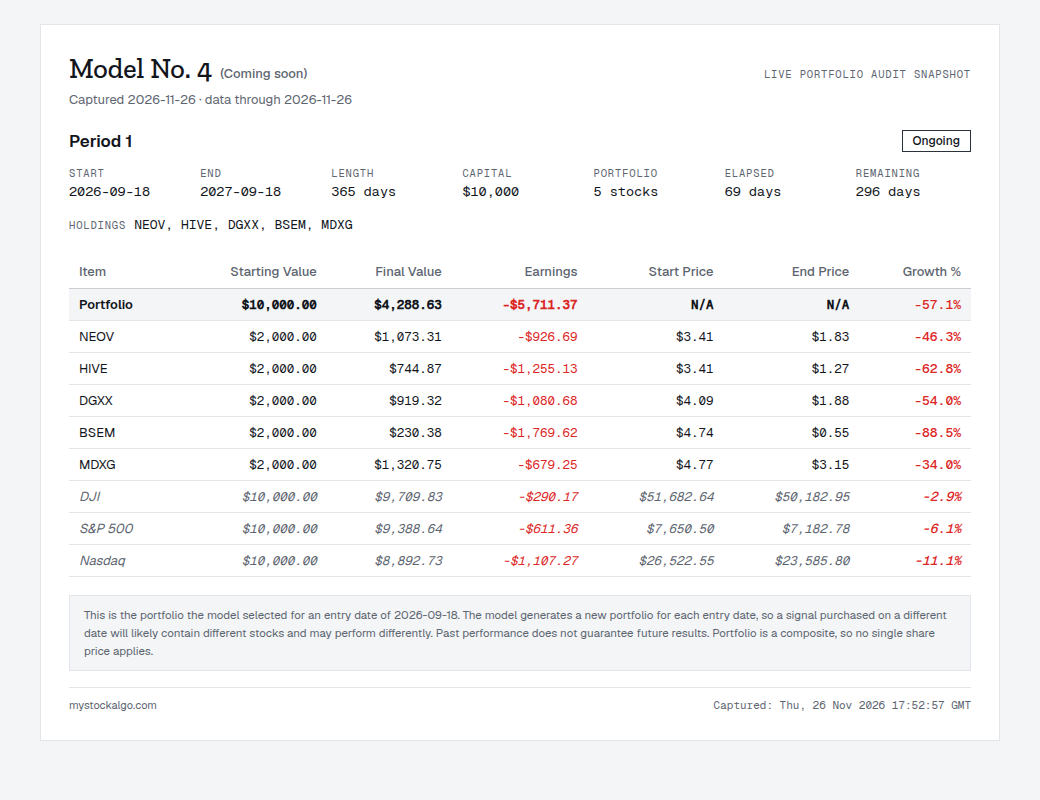 Model No. 4 (Coming soon)
LIVE PORTFOLIO AUDIT SNAPSHOT
Captured 2026-11-26 · data through 2026-11-26
Period 1
Ongoing
START END LENGTH CAPITAL PORTFOLIO ELAPSED REMAINING
2026-09-18 2027-09-18 365 days $10,000 5 stocks 69 days 296 days
HOLDINGS NEOV, HIVE, DGXX, BSEM, MDXG
Item Starting Value Final Value Earnings Start Price End Price Growth %
Portfolio $10,000.00 $4,288.63 -$5,711.37 N/A N/A -57.1%
NEOV $2,000.00 $1,073.31 -$926.69 $3.41 $1.83 -46.3%
HIVE $2,000.00 $744.87 -$1,255.13 $3.41 $1.27 -62.8%
DGXX $2,000.00 $919.32 -$1,080.68 $4.09 $1.88 -54.0%
BSEM $2,000.00 $230.38 -$1,769.62 $4.74 $0.55 -88.5%
MDXG $2,000.00 $1,320.75 -$679.25 $4.77 $3.15 -34.0%
DJI $10,000.00 $9,709.83 -$290.17 $51,682.64 $50,182.95 -2.9%
S&P 500 $10,000.00 $9,388.64 -$611.36 $7,650.50 $7,182.78 -6.1%
Nasdaq $10,000.00 $8,892.73 -$1,107.27 $26,522.55 $23,585.80 -11.1%
This is the portfolio the model selected for an entry date of 2026-09-18. The model generates a new portfolio for each entry date, so a signal purchased on a different
date will likely contain different stocks and may perform differently. Past performance does not guarantee future results. Portfolio is a composite, so no single share
price applies.
mystockalgo.com
Captured: Thu, 26 Nov 2026 17:52:57 GMT